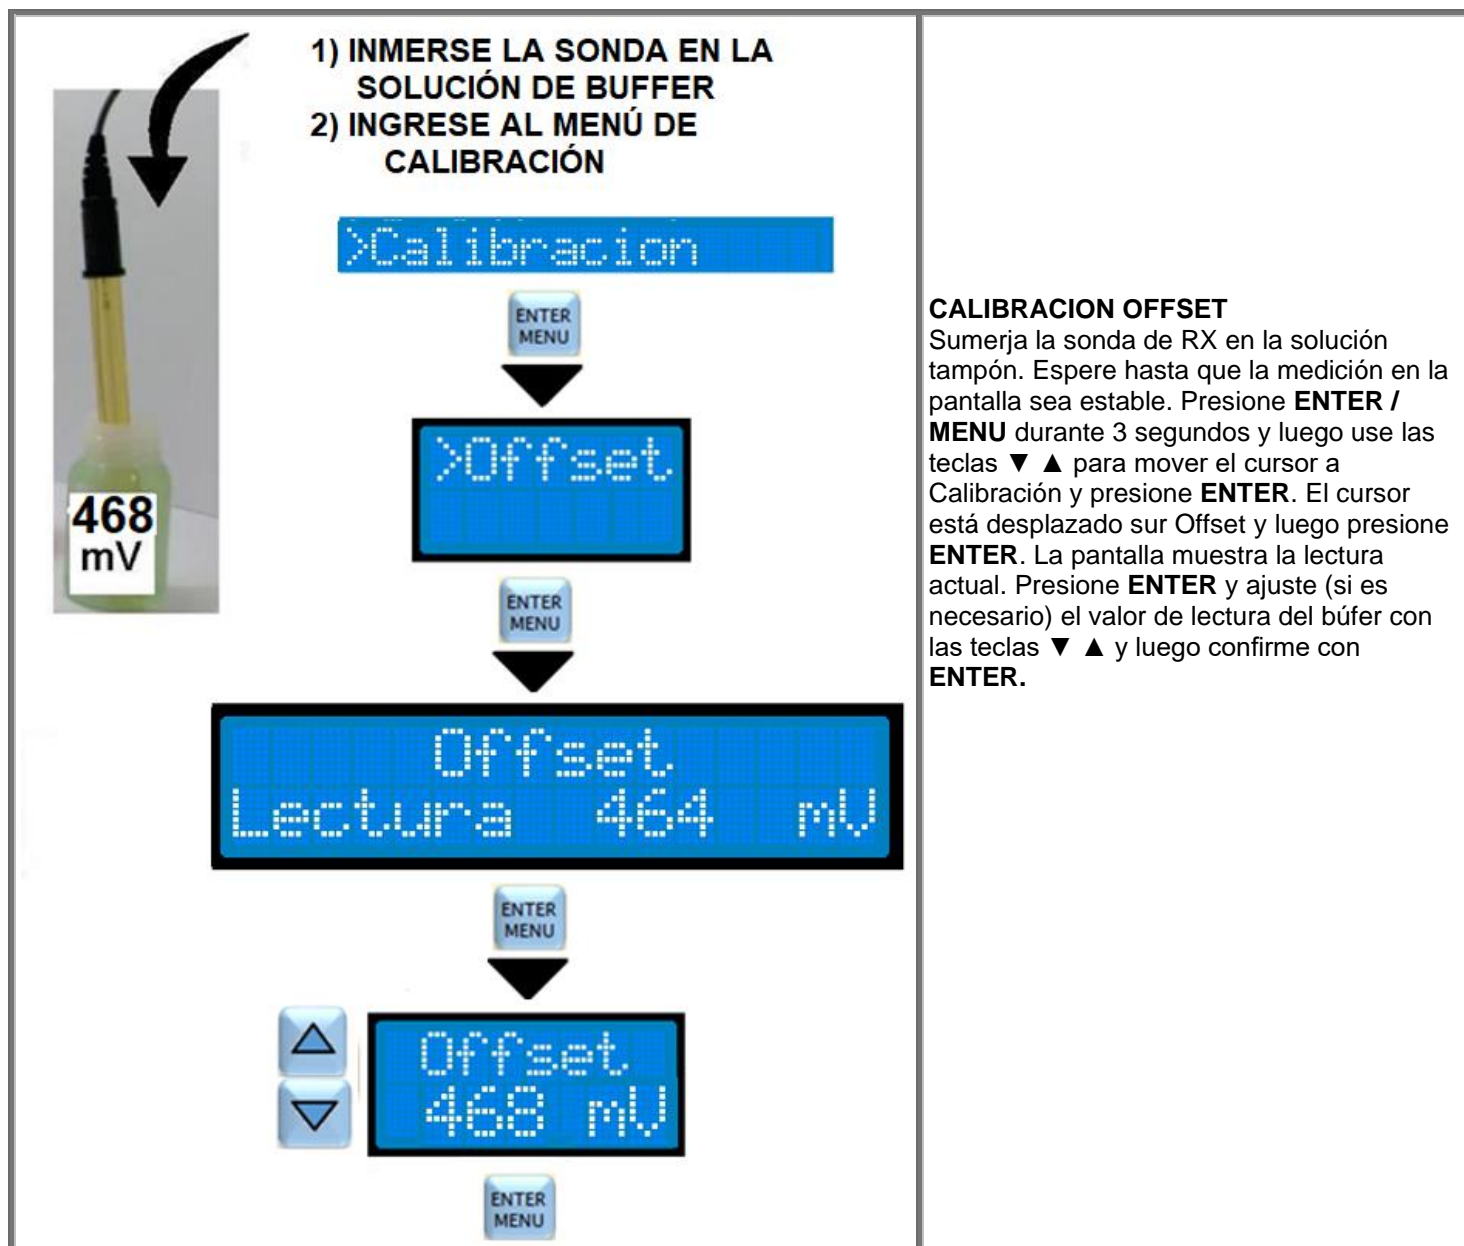 1) INMERSE LA SONDA EN LA
SOLUCIÓN DE BUFFER
2) INGRESE AL MENÚ DE
CALIBRACIÓN
468
mV
>Calibracion
ENTER
MENU
>Offset
ENTER
MENU
Offset
Lectura 464 mV
ENTER
MENU
Offset
468 mV
ENTER
MENU
CALIBRACION OFFSET
Sumerja la sonda de RX en la solución
tampón. Espere hasta que la medición en la
pantalla sea estable. Presione ENTER /
MENU durante 3 segundos y luego use las
teclas ▼ ▲ para mover el cursor a
Calibración y presione ENTER. El cursor
está desplazado sur Offset y luego presione
ENTER. La pantalla muestra la lectura
actual. Presione ENTER y ajuste (si es
necesario) el valor de lectura del búfer con
las teclas ▼ ▲ y luego confirme con
ENTER.